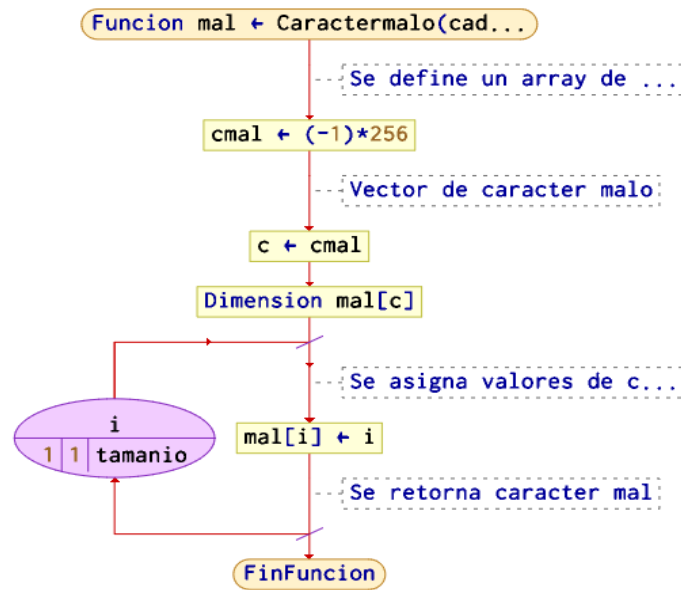 Funcion mal ← Caractermalo(cad...
Se define un array de ...
cmal ← (-1)*256
Vector de caracter malo
c ← cmal
Dimension mal[c]
Se asigna valores de c...
i
1 1 tamanio
mal[i] ← i
Se retorna caracter mal
FinFuncion